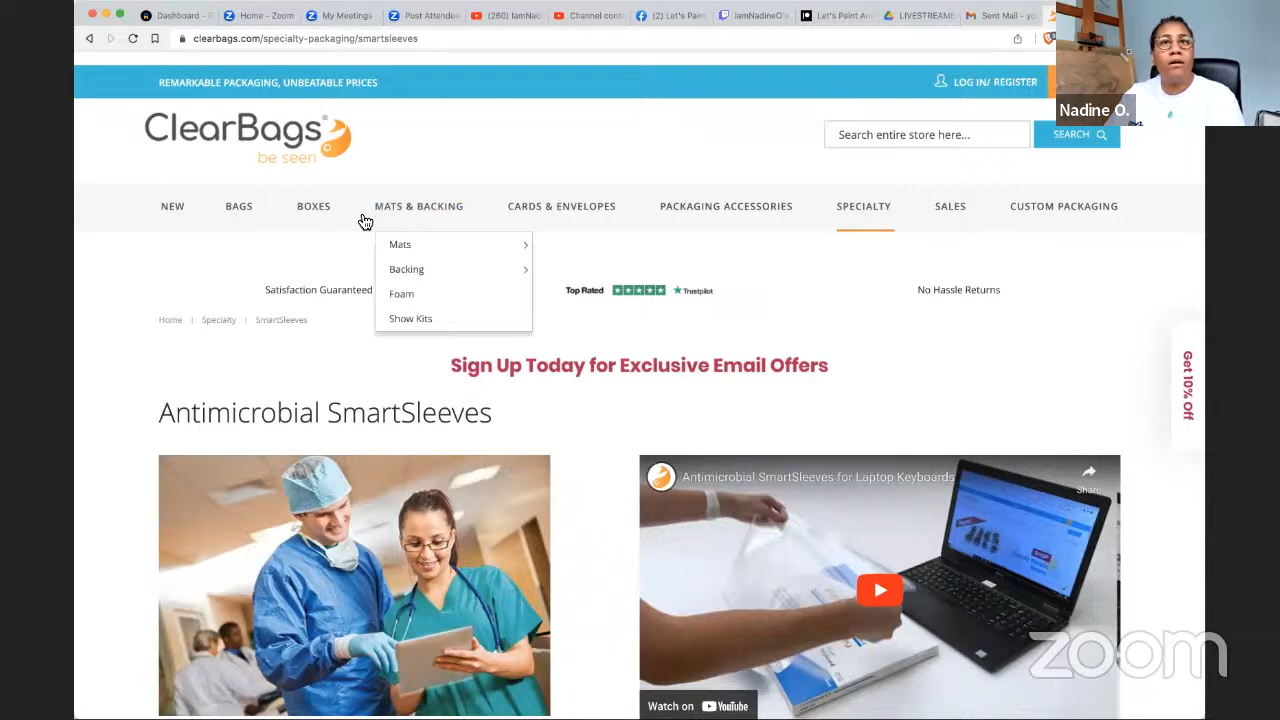 Dashboard - R
Home - Zoom
My Meetings
Post Attende
(260) IamNad
Channel conte
(2) Let's Paint
IamNadineO's
Let's Paint Am
LIVESTREAME
Sent Mail - yo
clearbags.com/specialty-packaging/smartsleeves
Nadine O.
REMARKABLE PACKAGING, UNBEATABLE PRICES
LOG IN/ REGISTER
ClearBags®
be seen
Search entire store here...
SEARCH
NEW
BAGS
BOXES
MATS & BACKING
CARDS & ENVELOPES
PACKAGING ACCESSORIES
SPECIALTY
SALES
CUSTOM PACKAGING
Mats
Backing
Foam
Show Kits
Satisfaction Guaranteed
Top Rated
Trustpilot
No Hassle Returns
Home | Specialty | SmartSleeves
Sign Up Today for Exclusive Email Offers
Get 10% Off
Antimicrobial SmartSleeves
Antimicrobial SmartSleeves for Laptop Keyboards
Share
Watch on YouTube
zoom